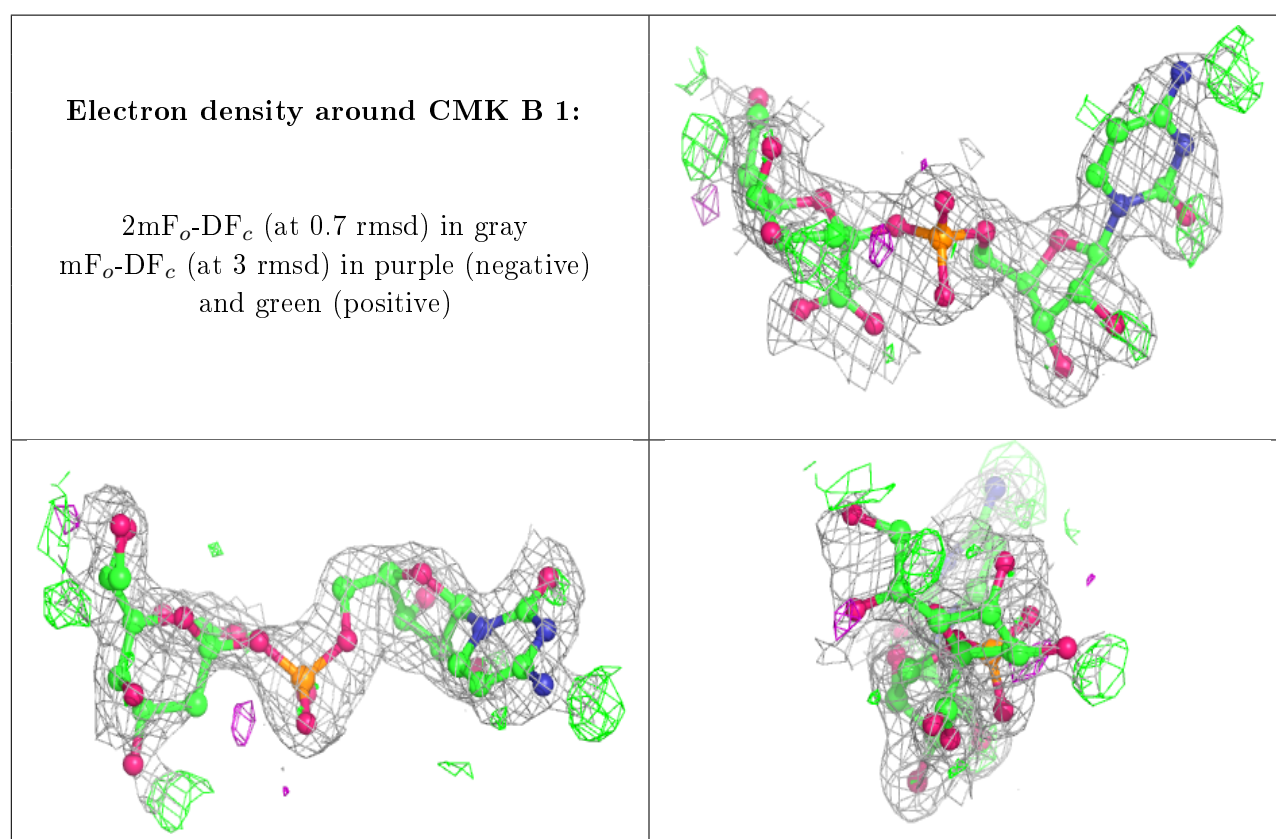 Electron density around CMK B 1:
2mFo-DFc (at 0.7 rmsd) in gray
mFo-DFc (at 3 rmsd) in purple (negative)
and green (positive)